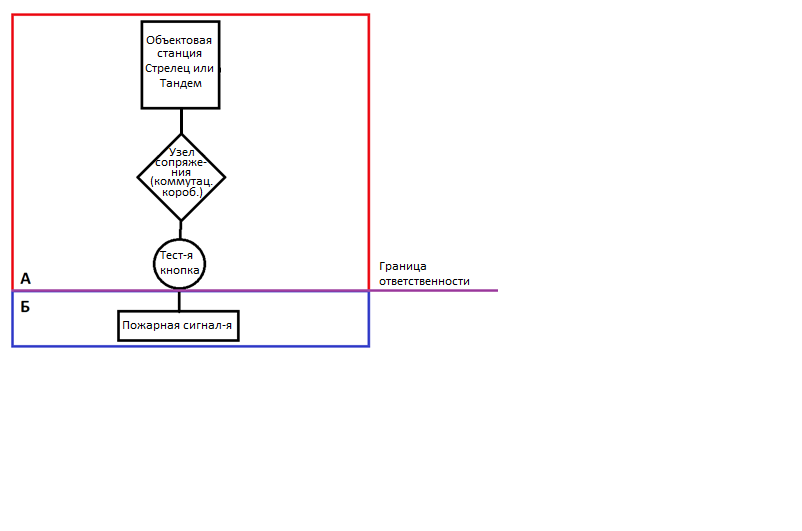 Объектовая
станция
Стрелец или
Тандем
Узел
сопряже-
ния
(коммутац.
короб.)
Тест-я
кнопка
Граница
ответственности
А
Б
Пожарная сигнал-я